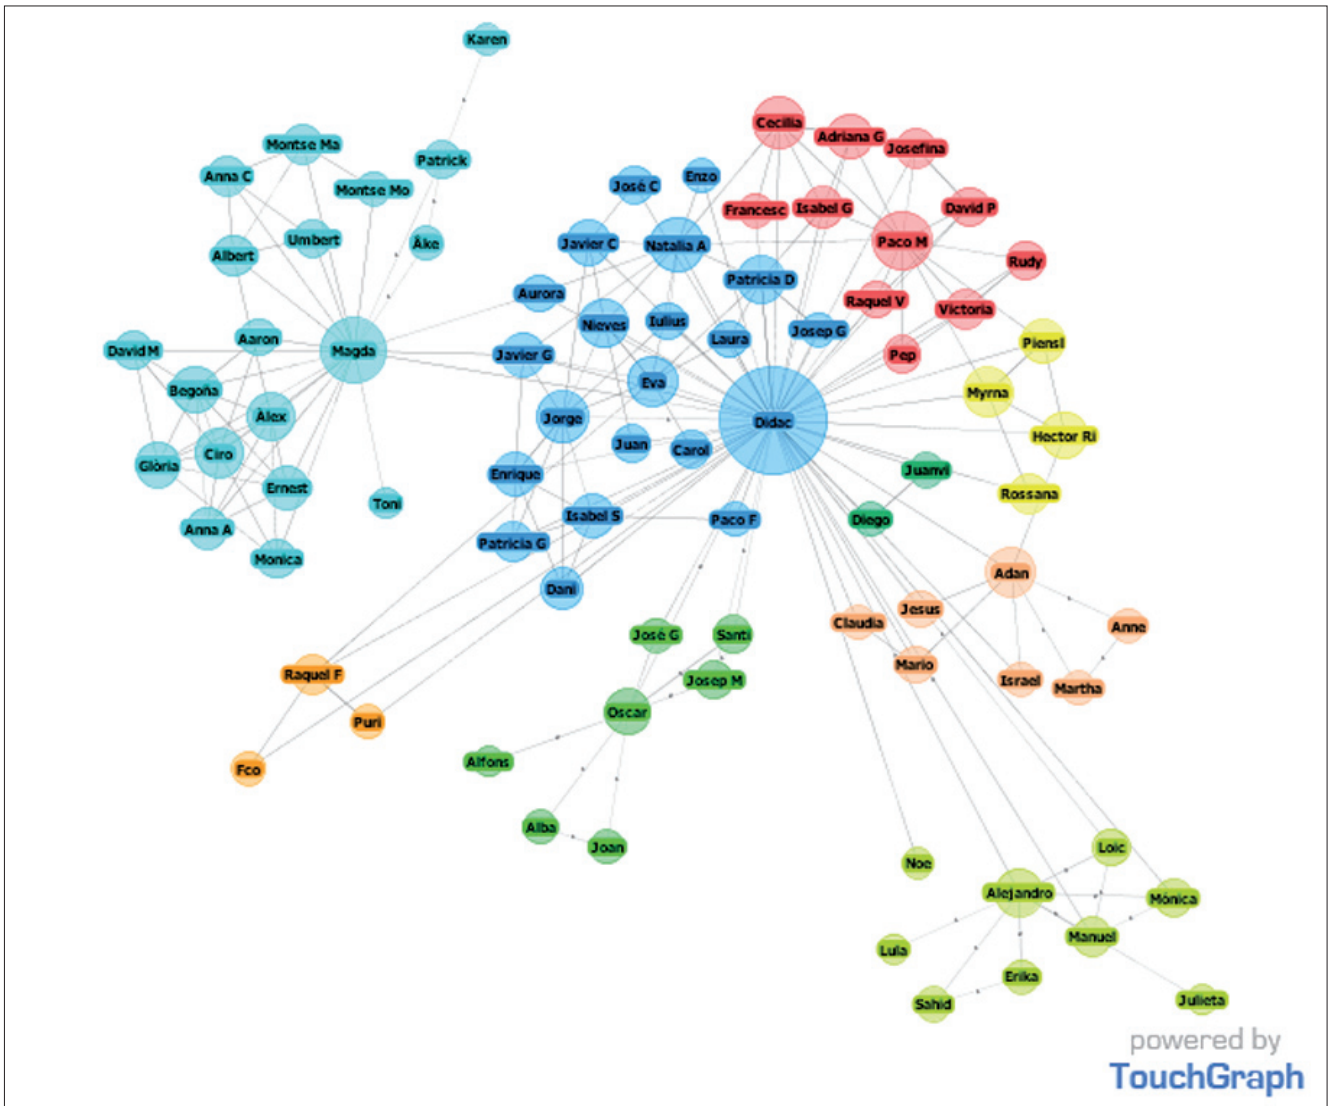 Karen
Montse Ma
Patrick
Anna C
Montse Mo
Umbert
Àke
Albert
Aaron
David M
Magda
Begoña
Àlex
Ciro
Glòria
Ernest
Toni
Anna A
Monica
Cecilia
Adriana G
Josefina
José C
Enzo
Francesc
Isabel G
David P
Javier C
Natalia A
Paco M
Patricia D
Rudy
Aurora
Raquel V
Victoria
Nieves
Iulius
Laura
Josep G
Javier G
Pep
Piensl
Eva
Myrna
Jorge
Didac
Juan
Carol
Hector Ri
Enrique
Juanvi
Rossana
Isabel S
Paco F
Diego
Patricia G
Dani
Adan
Jesus
Claudia
Anne
José G
Santi
Mario
Israel
Martha
Raquel F
Josep M
Oscar
Puri
Fco
Alfons
Alba
Joan
Noe
Loic
Alejandro
Mónica
Manuel
Lula
Erika
Sahid
Julieta
powered by
TouchGraph